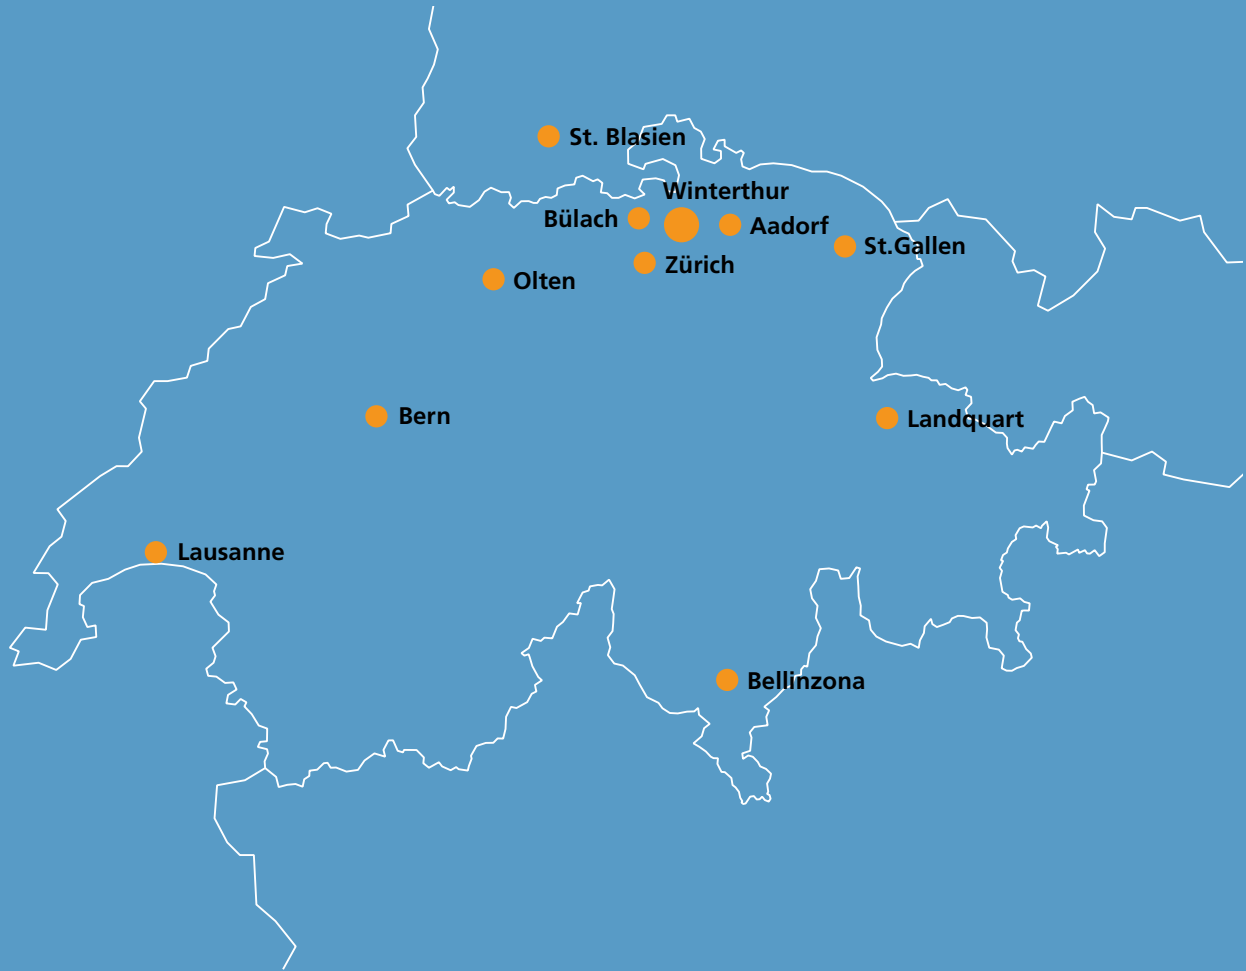 St. Blasien
Winterthur
Bülach
Aadorf
St.Gallen
Zürich
Olten
Bern
Landquart
Lausanne
Bellinzona